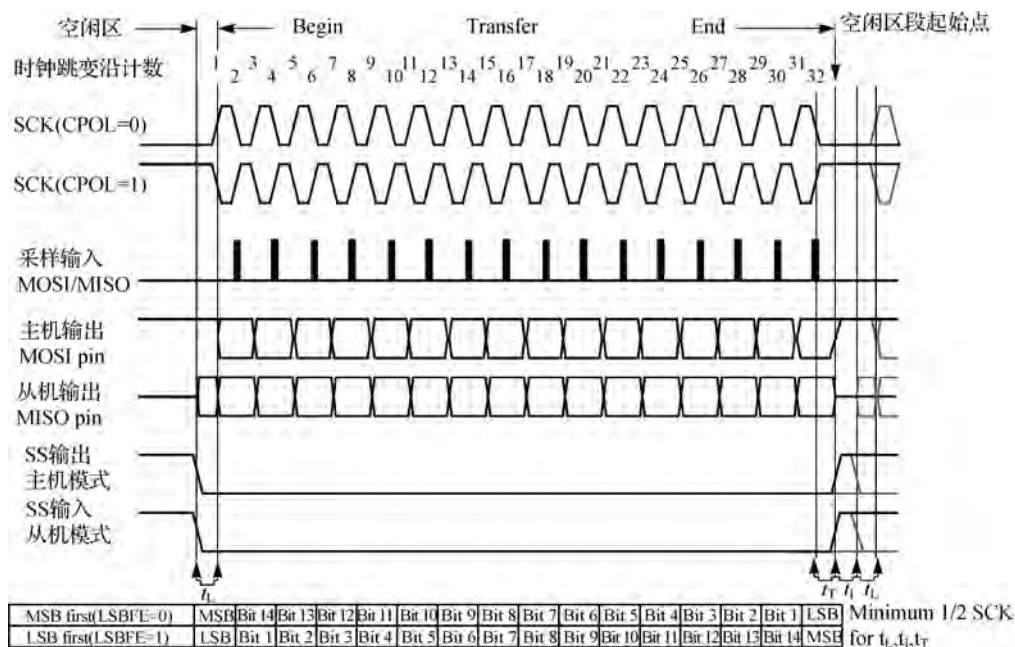 空闲区 Begin Transfer End 空闲区段起始点
时钟跳变沿计数
1 3 5 7 9 11 13 15 17 19 21 23 25 27 29 31
2 4 6 8 10 12 14 16 18 20 22 24 26 28 30 32
SCK(CPOL=0)
SCK(CPOL=1)
采样输入
MOSI/MISO
主机输出
MOSI pin
从机输出
MISO pin
SS输出
主机模式
SS输入
从机模式
tL tT tI tL
MSB first(LSBFE=0) MSB Bit 14 Bit 13 Bit 12 Bit 11 Bit 10 Bit 9 Bit 8 Bit 7 Bit 6 Bit 5 Bit 4 Bit 3 Bit 2 Bit 1 LSB Minimum 1/2 SCK
LSB first(LSBFE=1) LSB Bit 1 Bit 2 Bit 3 Bit 4 Bit 5 Bit 6 Bit 7 Bit 8 Bit 9 Bit 10 Bit 11 Bit 12 Bit 13 Bit 14 MSB for tL,tI,tT